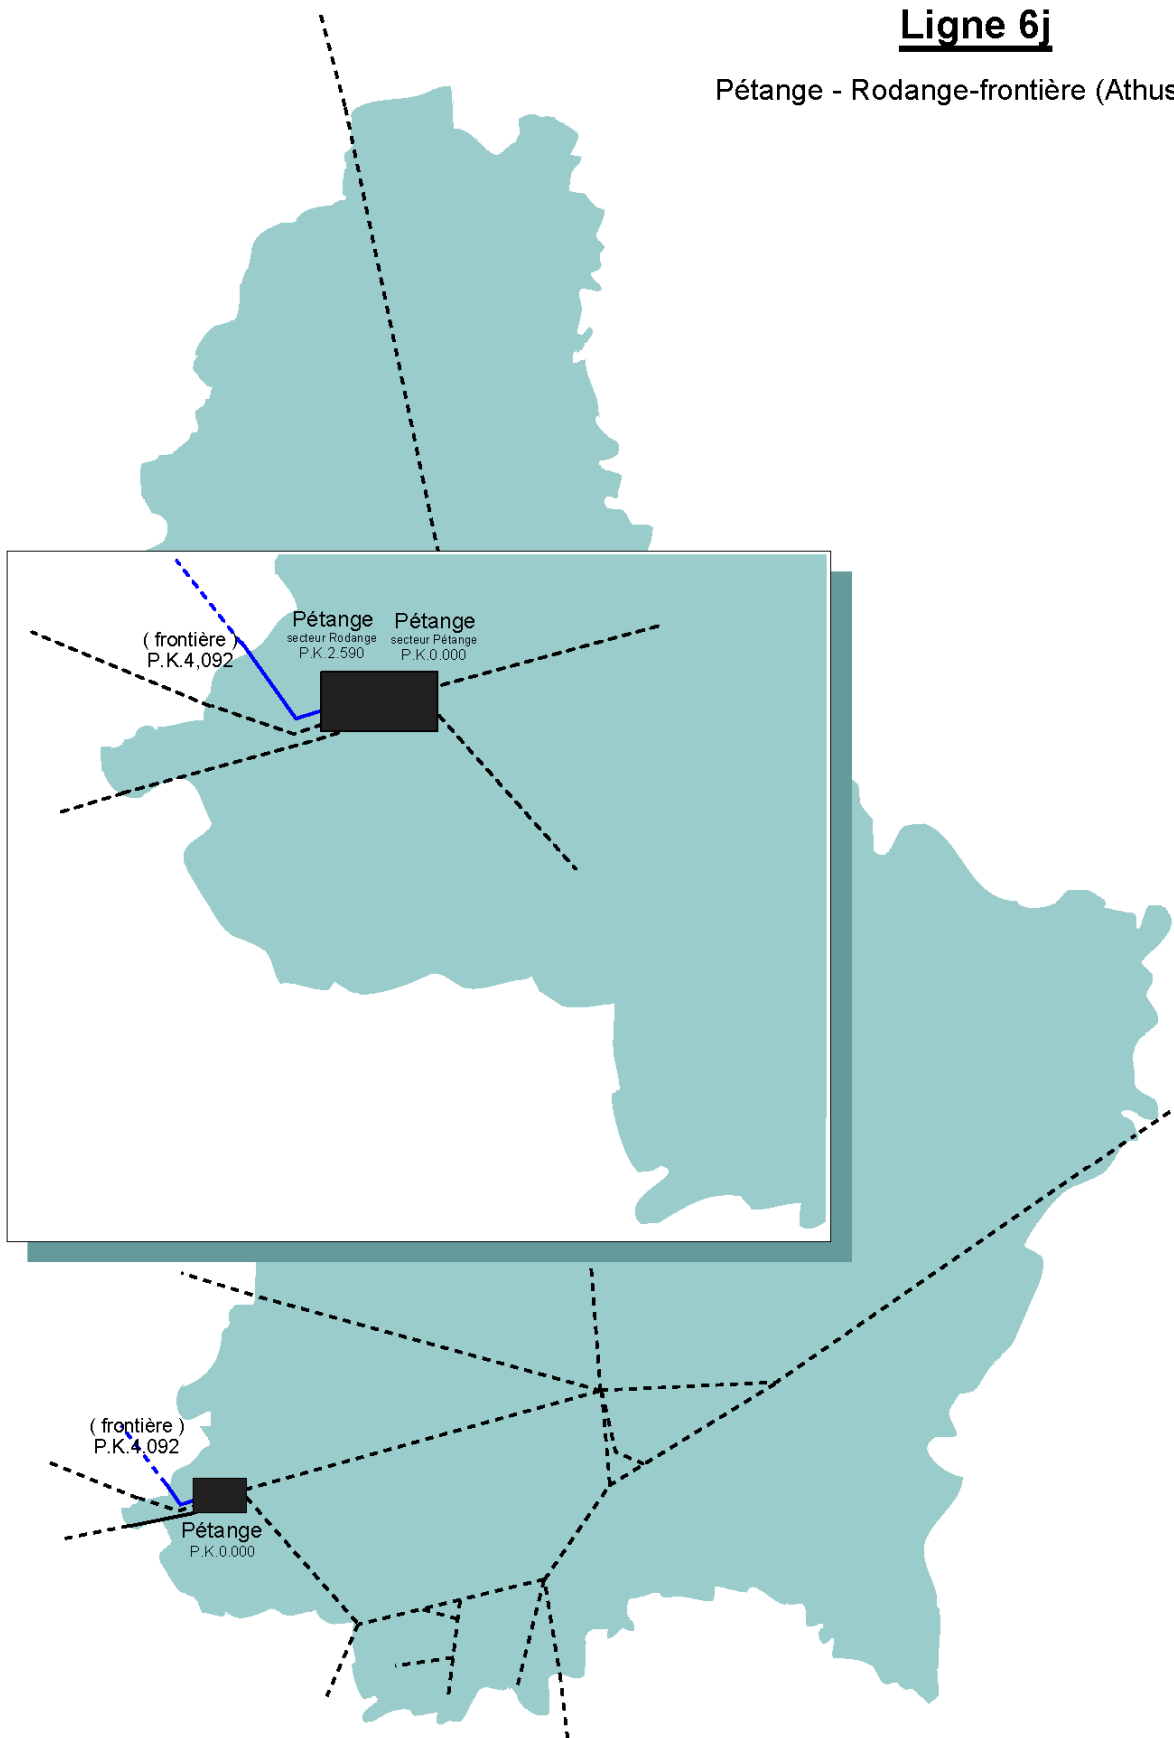 Ligne 6j
Pétange - Rodange-frontière (Athus
Pétange
secteur Rodange
P.K.2.590
Pétange
secteur Pétange
P.K.0.000
( frontière )
P.K.4,092
( frontière )
P.K.4.092
Pétange
P.K.0.000